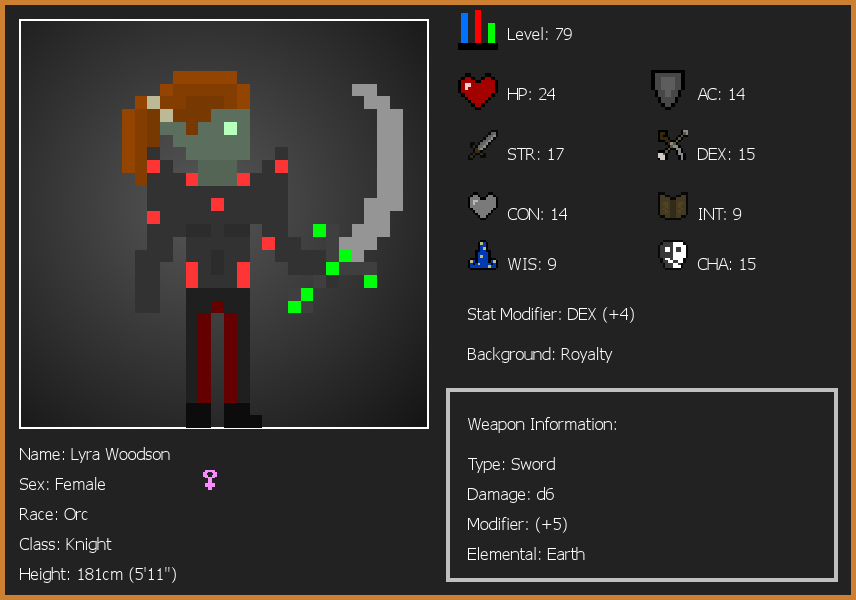 Level: 79
HP: 24
AC: 14
STR: 17
DEX: 15
CON: 14
INT: 9
WIS: 9
CHA: 15
Stat Modifier: DEX (+4)
Background: Royalty
Weapon Information:
Type: Sword
Damage: d6
Modifier: (+5)
Elemental: Earth
Name: Lyra Woodson
Sex: Female
Race: Orc
Class: Knight
Height: 181cm (5'11")